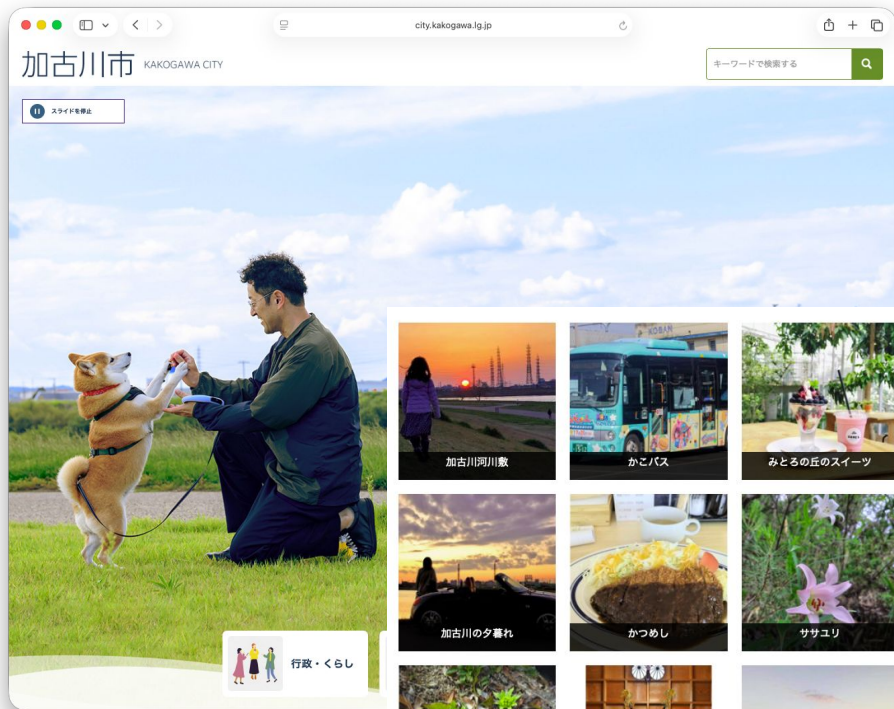 city.kakogawa.lg.jp
加古川市 KAKOGAWA CITY
キーワードで検索する
スライドを停止
KOBAN
加古川河川敷
かこバス
みとろの丘のスイーツ
加古川の夕暮れ
かつめし
ササユリ
行政・くらし